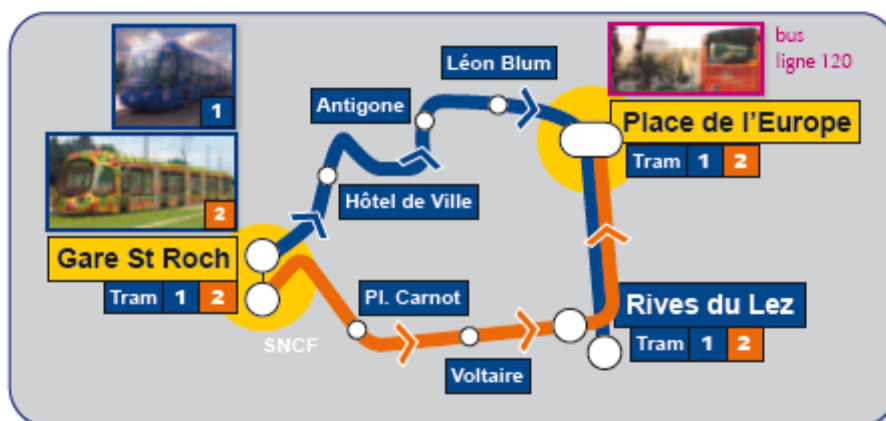 bus
ligne 120
Léon Blum
Antigone
1
Place de l'Europe
Tram 1 2
Hôtel de Ville
2
Gare St Roch
Tram 1 2
Pl. Carnot
Rives du Lez
Tram 1 2
SNCF
Voltaire